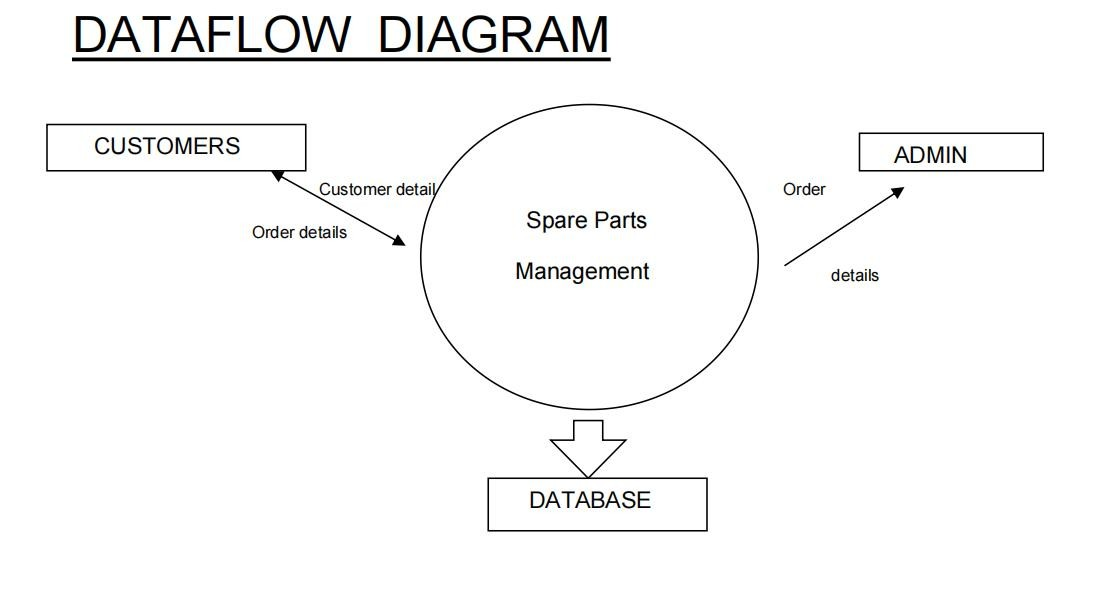 DATAFLOW DIAGRAM
CUSTOMERS
ADMIN
Customer detail
Order
Order details
Spare Parts
Management
details
DATABASE